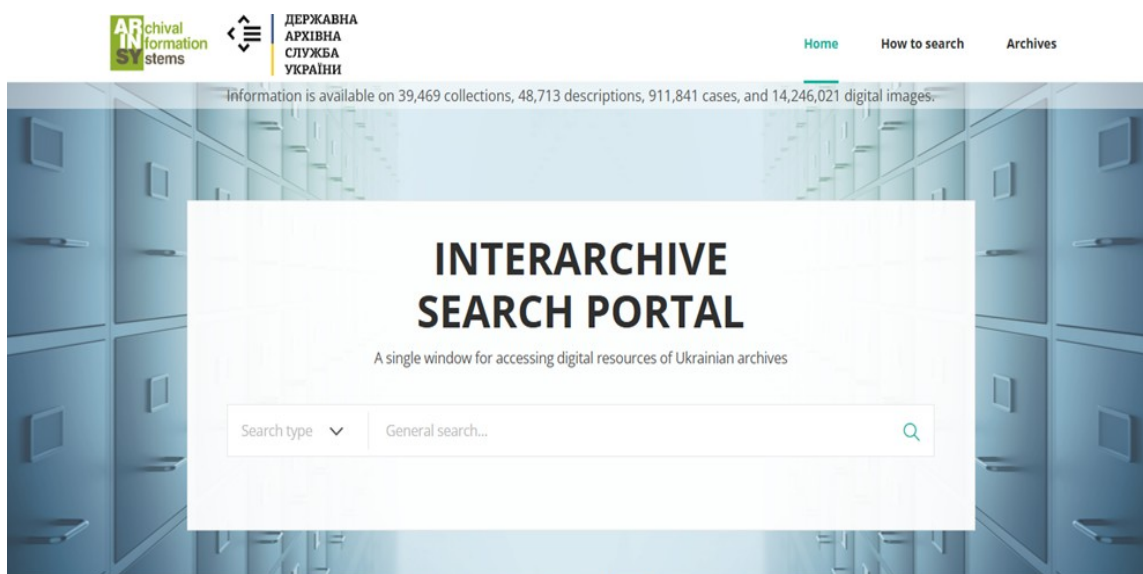 ARchival
INformation
SYstems
ДЕРЖАВНА
АРХІВНА
СЛУЖБА
УКРАЇНИ
Home
How to search
Archives
Information is available on 39,469 collections, 48,713 descriptions, 911,841 cases, and 14,246,021 digital images.
INTERARCHIVE
SEARCH PORTAL
A single window for accessing digital resources of Ukrainian archives
Search type
General search...